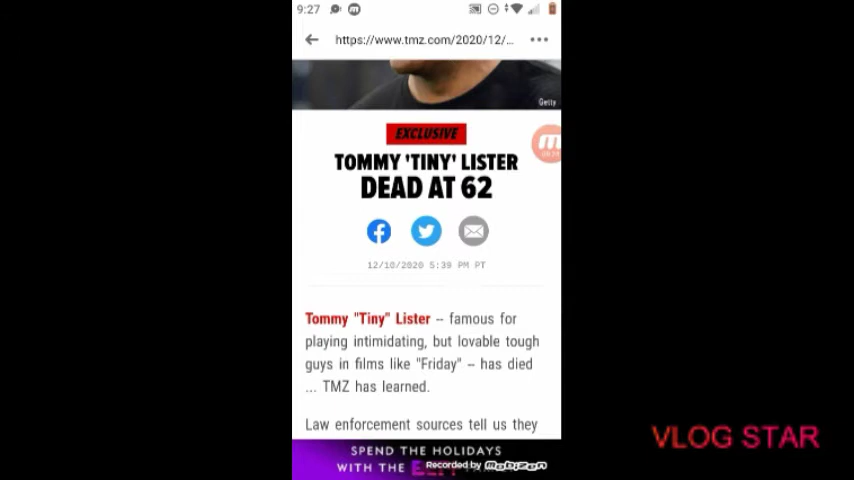 9:27
https://www.tmz.com/2020/12/...
Getty
EXCLUSIVE
TOMMY 'TINY' LISTER
DEAD AT 62
12/10/2020 5:39 PM PT
Tommy "Tiny" Lister -- famous for
playing intimidating, but lovable tough
guys in films like "Friday" -- has died
... TMZ has learned.
Law enforcement sources tell us they
VLOG STAR
SPEND THE HOLIDAYS
WITH THE
Recorded by Mobizen